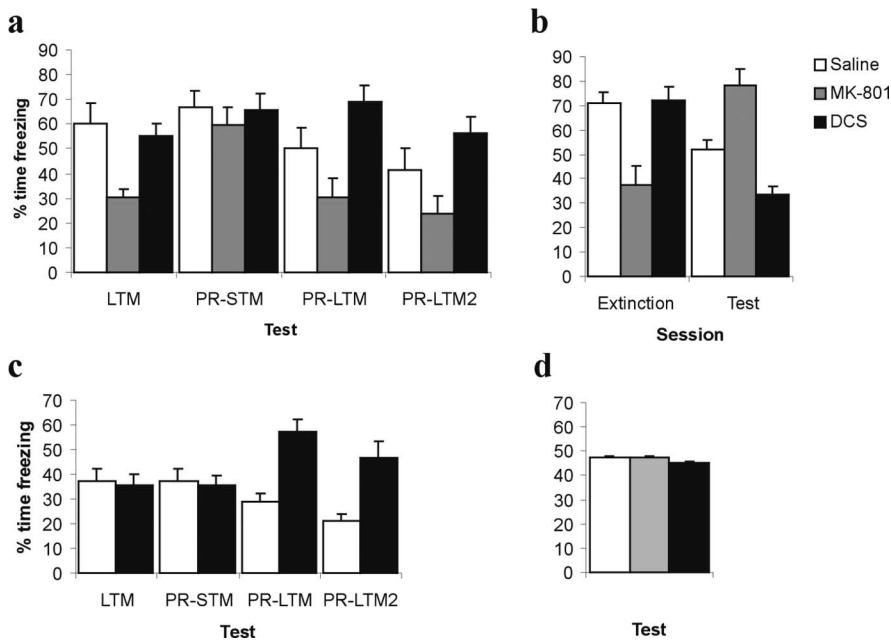 a
% time freezing
90
80
70
60
50
40
30
20
10
0
LTM PR-STM PR-LTM PR-LTM2
Test
b
90
80
70
60
50
40
30
20
10
0
Extinction Test
Session
Saline
MK-801
DCS
c
% time freezing
70
60
50
40
30
20
10
0
LTM PR-STM PR-LTM PR-LTM2
Test
d
70
60
50
40
30
20
10
0
Test